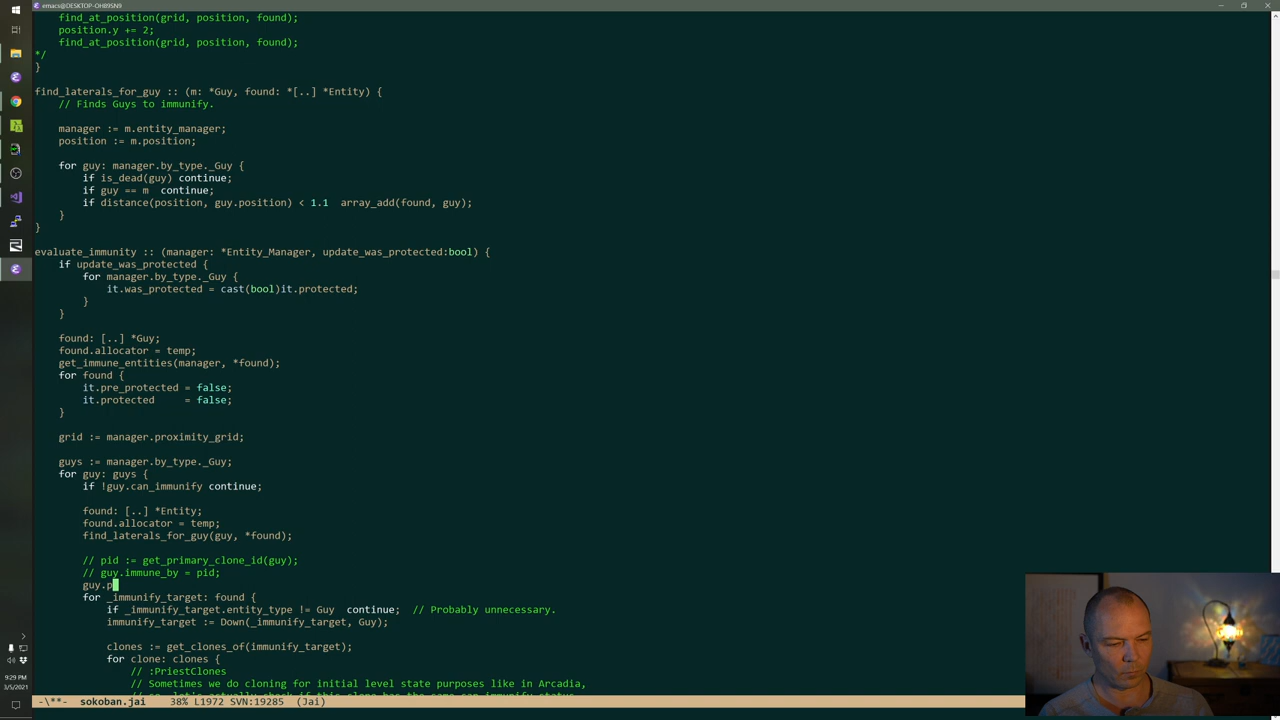 emacs@DESKTOP-OH89SN9
find_at_position(grid, position, found);
position.y += 2;
find_at_position(grid, position, found);
*/
}
find_laterals_for_guy :: (m: *Guy, found: *[..] *Entity) {
// Finds Guys to immunify.
manager := m.entity_manager;
position := m.position;
for guy: manager.by_type._Guy {
if is_dead(guy) continue;
if guy == m  continue;
if distance(position, guy.position) < 1.1  array_add(found, guy);
}
}
evaluate_immunity :: (manager: *Entity_Manager, update_was_protected:bool) {
if update_was_protected {
for manager.by_type._Guy {
it.was_protected = cast(bool)it.protected;
}
}
found: [..] *Guy;
found.allocator = temp;
get_immune_entities(manager, *found);
for found {
it.pre_protected = false;
it.protected     = false;
}
grid := manager.proximity_grid;
guys := manager.by_type._Guy;
for guy: guys {
if !guy.can_immunify continue;
found: [..] *Entity;
found.allocator = temp;
find_laterals_for_guy(guy, *found);
// pid := get_primary_clone_id(guy);
// guy.immune_by = pid;
guy.p
for _immunify_target: found {
if _immunify_target.entity_type != Guy  continue;  // Probably unnecessary.
immunify_target := Down(_immunify_target, Guy);
clones := get_clones_of(immunify_target);
for clone: clones {
// :PriestClones
// Sometimes we do cloning for initial level state purposes like in Arcadia,
-\**-  sokoban.jai    38% L1972 SVN:19285  (Jai)
9:29 PM
3/5/2021